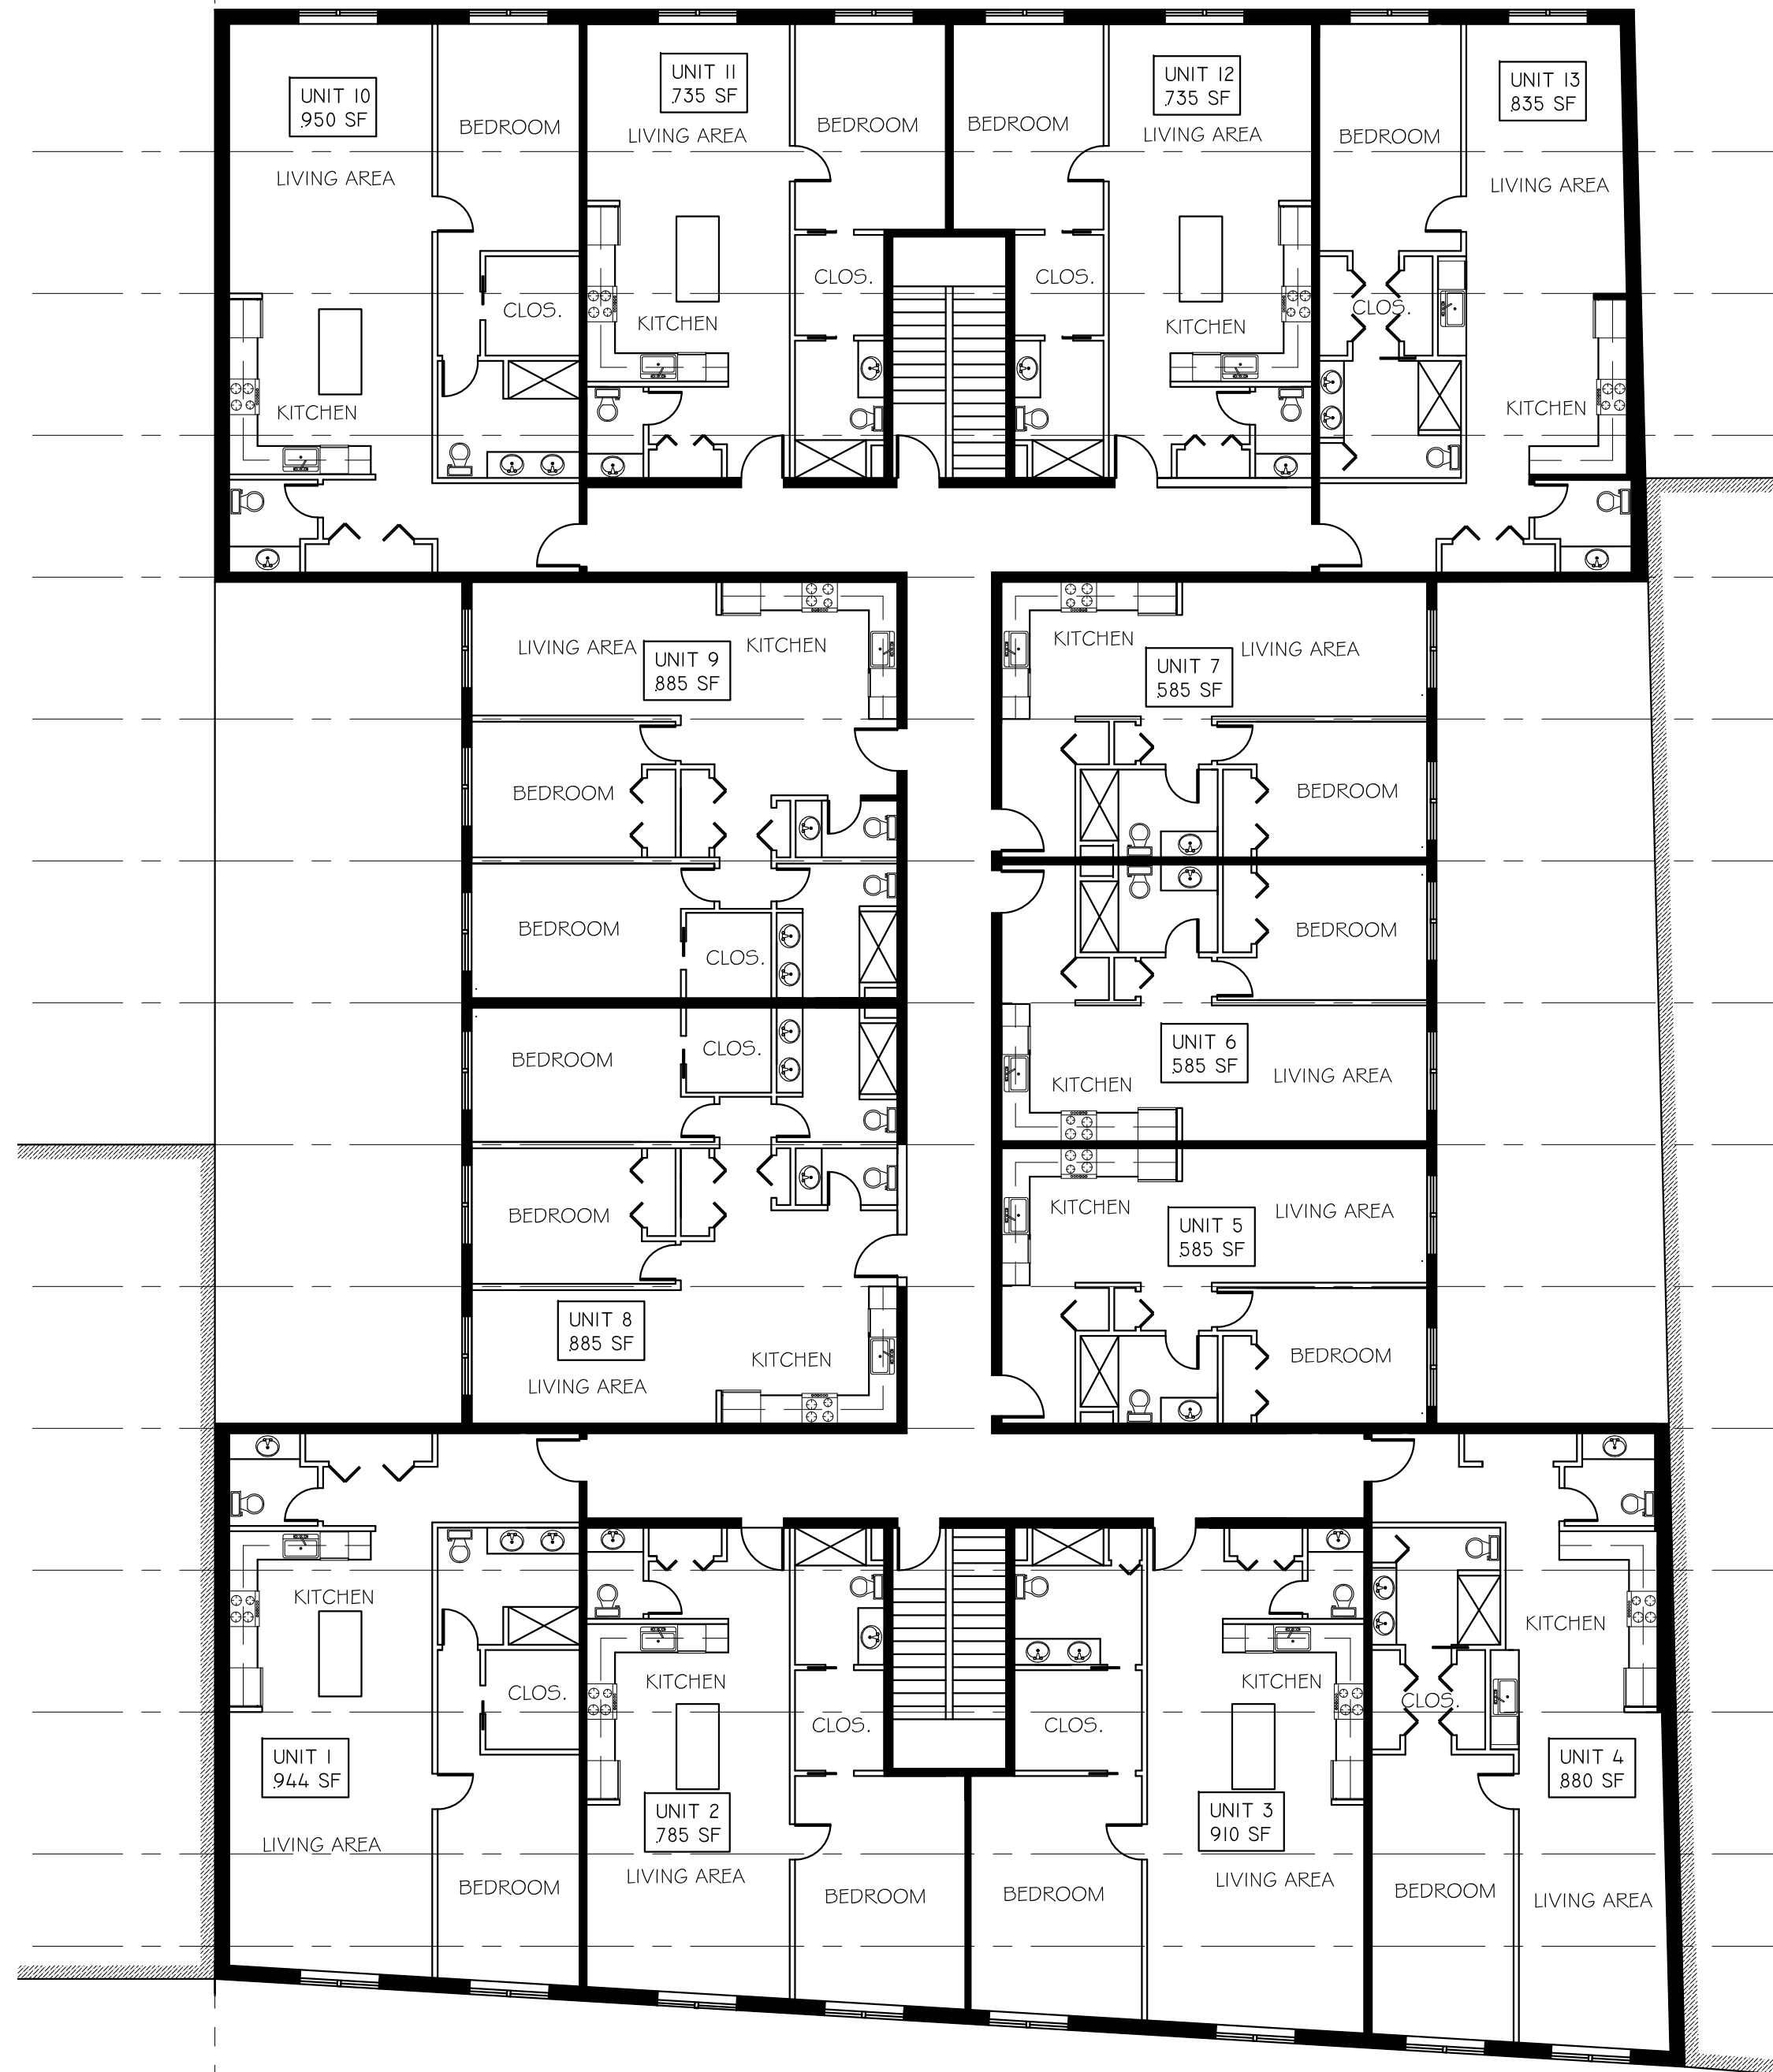 UNIT 10
950 SF
LIVING AREA
BEDROOM
CLOS.
KITCHEN
UNIT 11
735 SF
LIVING AREA
BEDROOM
CLOS.
KITCHEN
UNIT 12
735 SF
BEDROOM
LIVING AREA
CLOS.
KITCHEN
UNIT 13
835 SF
BEDROOM
LIVING AREA
CLOS.
KITCHEN
LIVING AREA
UNIT 9
885 SF
KITCHEN
BEDROOM
BEDROOM
CLOS.
KITCHEN
UNIT 7
585 SF
LIVING AREA
BEDROOM
BEDROOM
UNIT 6
585 SF
KITCHEN
LIVING AREA
BEDROOM
CLOS.
BEDROOM
UNIT 8
885 SF
KITCHEN
LIVING AREA
KITCHEN
LIVING AREA
UNIT 5
585 SF
BEDROOM
KITCHEN
CLOS.
UNIT 1
944 SF
LIVING AREA
BEDROOM
KITCHEN
CLOS.
UNIT 2
785 SF
LIVING AREA
BEDROOM
KITCHEN
CLOS.
UNIT 3
910 SF
LIVING AREA
BEDROOM
KITCHEN
CLOS.
UNIT 4
880 SF
BEDROOM
LIVING AREA